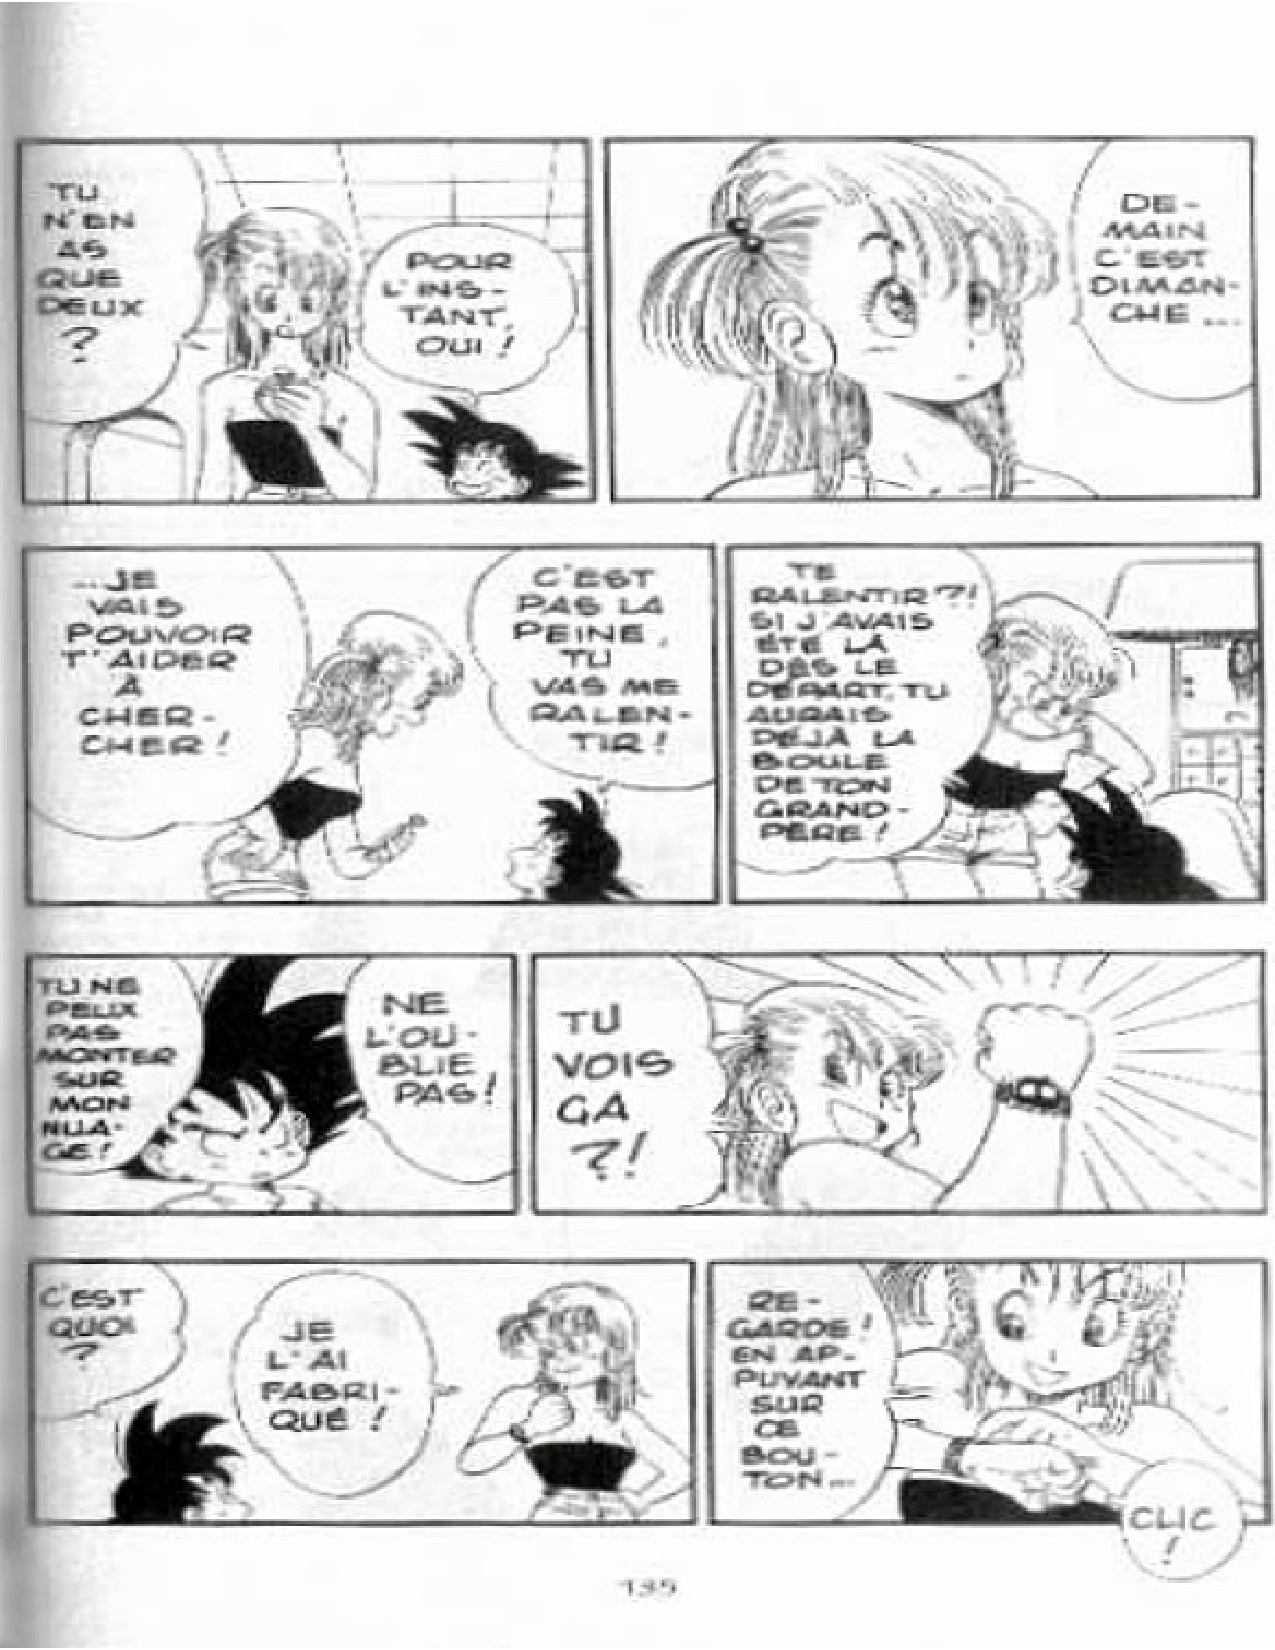 TU
N'EN
AS
QUE
DEUX
?
POUR
L'INS-
TANT,
OUI !
DE-
MAIN
C'EST
DIMAN-
CHE ...
...JE
VAIS
POUVOIR
T'AIDER
À
CHER-
CHER !
C'EST
PAS LA
PEINE,
TU
VAS ME
RALEN-
TIR !
TE
RALENTIR ?!
SI J'AVAIS
ÉTÉ LÀ
DÈS LE
DÉPART, TU
AURAIS
DÉJÀ LA
BOULE
DE TON
GRAND-
PÈRE !
TU NE
PEUX
PAS
MONTER
SUR
MON
NUA-
GE !
NE
L'OU-
BLIE
PAS !
TU
VOIS
ÇA
?!
C'EST
QUOI
?
JE
L'AI
FABRI-
QUÉ !
RE-
GARDE !
EN AP-
PUYANT
SUR
CE
BOU-
TON...
CLIC
!
135